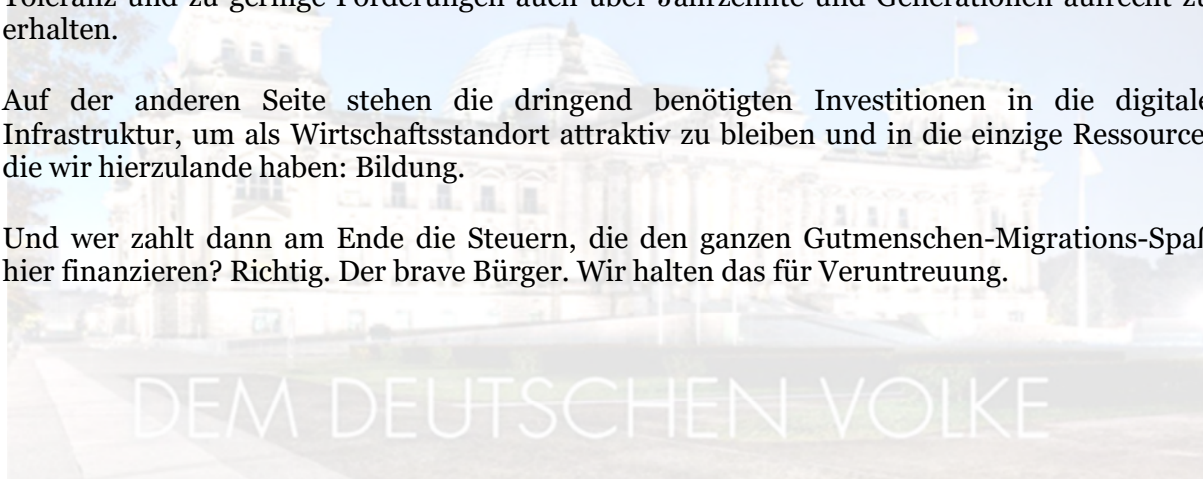 Toleranz und zu geringe Forderungen auch über Jahrzehnte und Generationen aufrecht zu
erhalten.
Auf der anderen Seite stehen die dringend benötigten Investitionen in die digitale
Infrastruktur, um als Wirtschaftsstandort attraktiv zu bleiben und in die einzige Ressource
die wir hierzulande haben: Bildung.
Und wer zahlt dann am Ende die Steuern, die den ganzen Gutmenschen-Migrations-Spaß
hier finanzieren? Richtig. Der brave Bürger. Wir halten das für Veruntreuung.
DEM DEUTSCHEN VOLKE